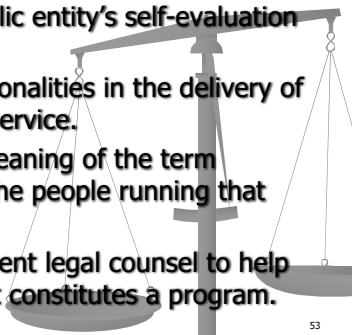 lic entity's self-evaluation
onalities in the delivery of
ervice.
eaning of the term
he people running that
ent legal counsel to help
t constitutes a program.
53